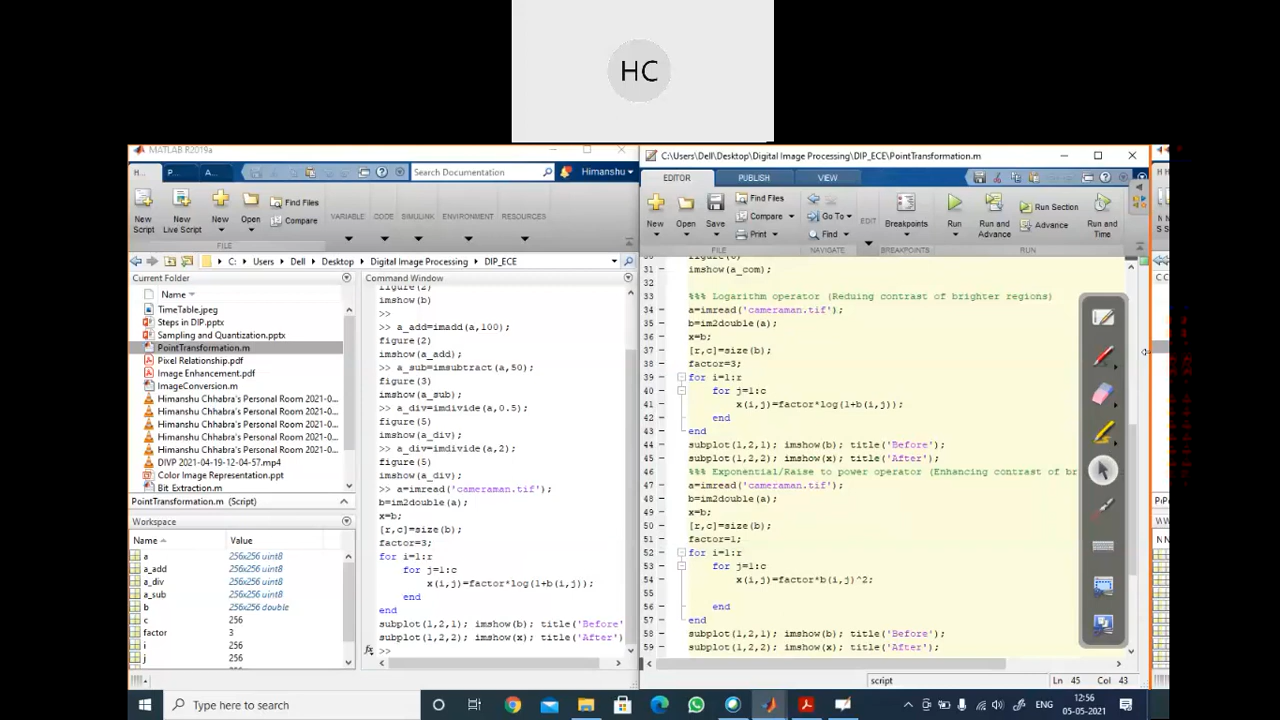 HC
MATLAB R2019a
H...
P...
A...
Search Documentation
Himanshu
New Script
New Live Script
New
Open
Find Files
Compare
FILE
VARIABLE
CODE
SIMULINK
ENVIRONMENT
RESOURCES
C: Users Dell Desktop Digital Image Processing DIP_ECE
Current Folder
Name
TimeTable.jpeg
Steps in DIP.pptx
Sampling and Quantization.pptx
PointTransformation.m
Pixel Relationship.pdf
Image Enhancement.pdf
ImageConversion.m
Himanshu Chhabra's Personal Room 2021-0...
Himanshu Chhabra's Personal Room 2021-0...
Himanshu Chhabra's Personal Room 2021-0...
Himanshu Chhabra's Personal Room 2021-0...
Himanshu Chhabra's Personal Room 2021-0...
DIVP 2021-04-19-12-04-57.mp4
Color Image Representation.ppt
Bit Extraction.m
PointTransformation.m (Script)
Workspace
Name Value
a 256x256 uint8
a_add 256x256 uint8
a_div 256x256 uint8
a_sub 256x256 uint8
b 256x256 double
c 256
factor 3
i 256
j 256
Command Window
figure(2)
imshow(b)
>>
>> a_add=imadd(a,100);
figure(2)
imshow(a_add);
>> a_sub=imsubtract(a,50);
figure(3)
imshow(a_sub);
>> a_div=imdivide(a,0.5);
figure(5)
imshow(a_div);
>> a_div=imdivide(a,2);
figure(5)
imshow(a_div);
>> a=imread('cameraman.tif');
b=im2double(a);
x=b;
[r,c]=size(b);
factor=3;
for i=1:r
for j=1:c
x(i,j)=factor*log(1+b(i,j));
end
end
subplot(1,2,1); imshow(b); title('Before'
subplot(1,2,2); imshow(x); title('After')
fx >>
C:\Users\Dell\Desktop\Digital Image Processing\DIP_ECE\PointTransformation.m
EDITOR
PUBLISH
VIEW
New
Open
Save
Find Files
Compare
Print
Go To
Find
EDIT
Breakpoints
Run
Run and Advance
Run Section
Advance
Run and Time
FILE
NAVIGATE
BREAKPOINTS
RUN
31 imshow(a_com);
32
33 %%% Logarithm operator (Reduing contrast of brighter regions)
34 a=imread('cameraman.tif');
35 b=im2double(a);
36 x=b;
37 [r,c]=size(b);
38 factor=3;
39 for i=1:r
40 for j=1:c
41 x(i,j)=factor*log(1+b(i,j));
42 end
43 end
44 subplot(1,2,1); imshow(b); title('Before');
45 subplot(1,2,2); imshow(x); title('After');
46 %%% Exponential/Raise to power operator (Enhancing contrast of br
47 a=imread('cameraman.tif');
48 b=im2double(a);
49 x=b;
50 [r,c]=size(b);
51 factor=1;
52 for i=1:r
53 for j=1:c
54 x(i,j)=factor*b(i,j)^2;
55
56 end
57 end
58 subplot(1,2,1); imshow(b); title('Before');
59 subplot(1,2,2); imshow(x); title('After');
script
Ln 45 Col 43
Type here to search
ENG
12:56
05-05-2021